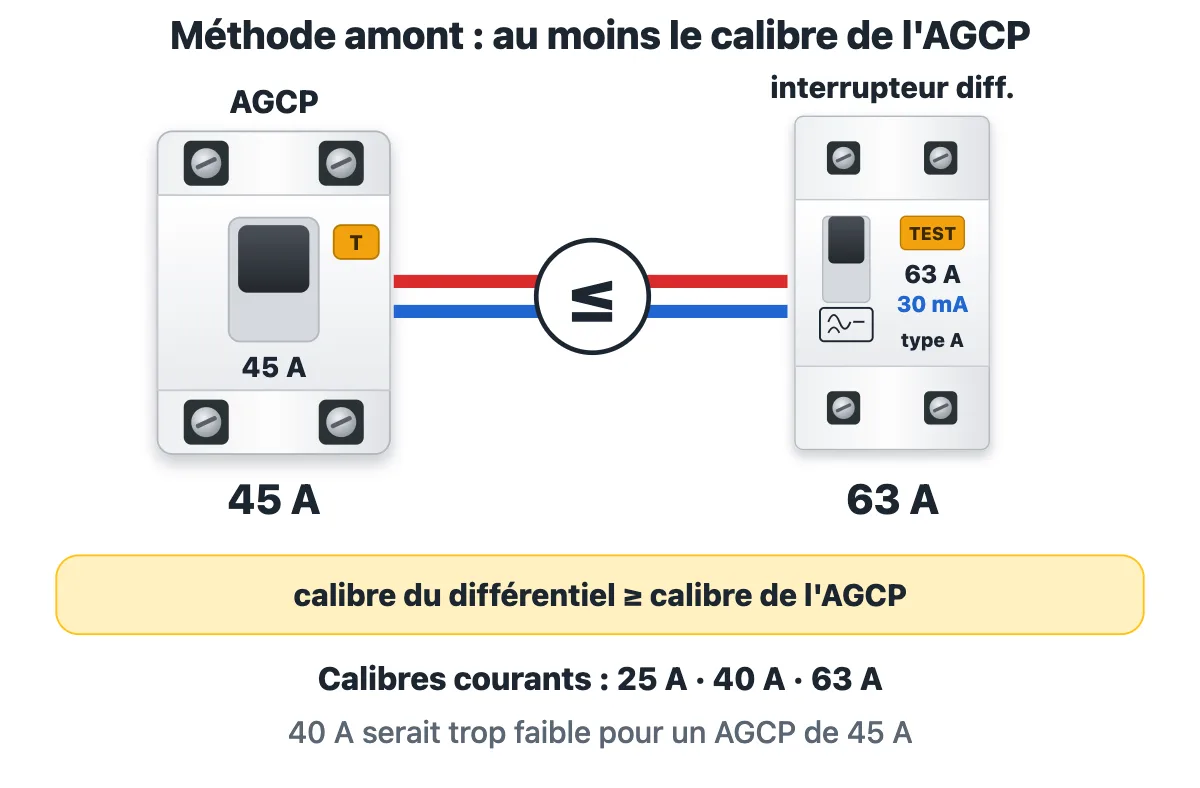 Méthode amont : au moins le calibre de l'AGCP
AGCP
interrupteur diff.
T
45 A
≤
TEST
63 A
30 mA
type A
45 A
63 A
calibre du différentiel ≥ calibre de l'AGCP
Calibres courants : 25 A · 40 A · 63 A
40 A serait trop faible pour un AGCP de 45 A